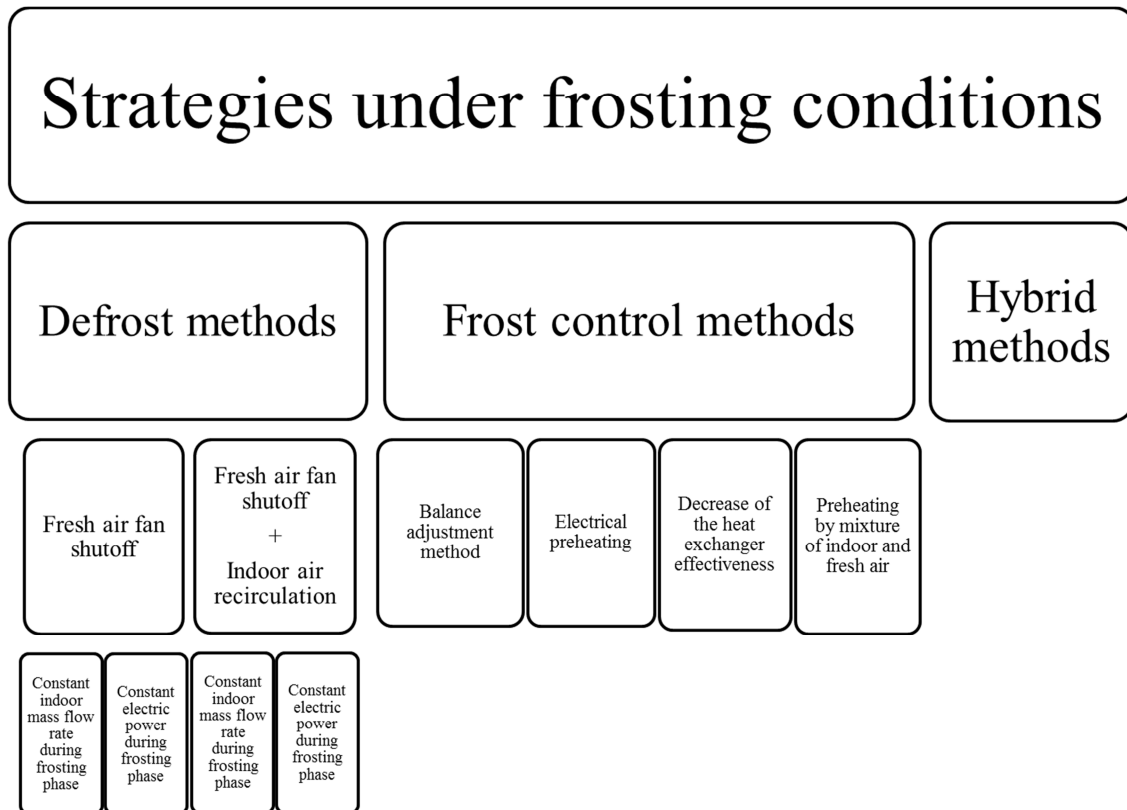 Strategies under frosting conditions
Defrost methods
Frost control methods
Hybrid
methods
Fresh air fan
shutoff
Fresh air fan
shutoff
+
Indoor air
recirculation
Balance
adjustment
method
Electrical
preheating
Decrease of
the heat
exchanger
effectiveness
Preheating
by mixture
of indoor and
fresh air
Constant
indoor
mass flow
rate
during
frosting
phase
Constant
electric
power
during
frosting
phase
Constant
indoor
mass flow
rate
during
frosting
phase
Constant
electric
power
during
frosting
phase